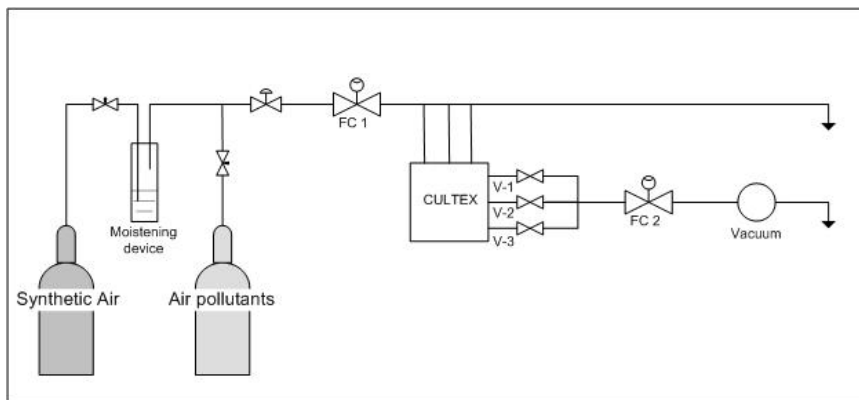 FC 1
V-1
CULTEX
V-2
V-3
FC 2
Vacuum
Moistening
device
Synthetic Air
Air pollutants